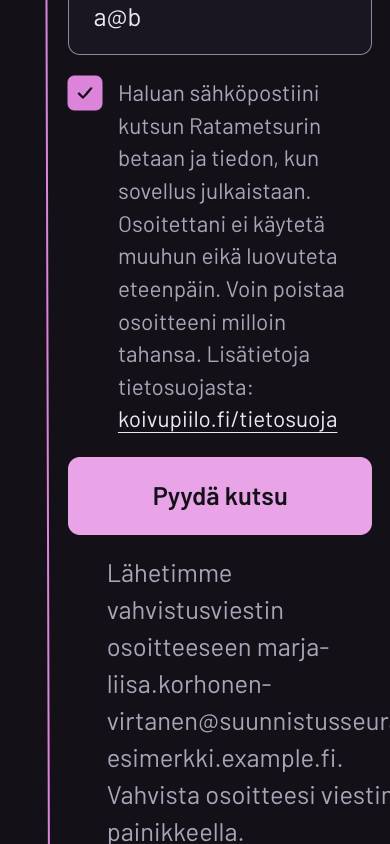 a@b
Haluan sähköpostiini
kutsun Ratametsurin
betaan ja tiedon, kun
sovellus julkaistaan.
Osoitettani ei käytetä
muuhun eikä luovuteta
eteenpäin. Voin poistaa
osoitteeni milloin
tahansa. Lisätietoja
tietosuojasta:
koivupiilo.fi/tietosuoja
Pyydä kutsu
Lähetimme
vahvistusviestin
osoitteeseen marja-
liisa.korhonen-
virtanen@suunnistusseur
esimerkki.example.fi.
Vahvista osoitteesi viestin
painikkeella.